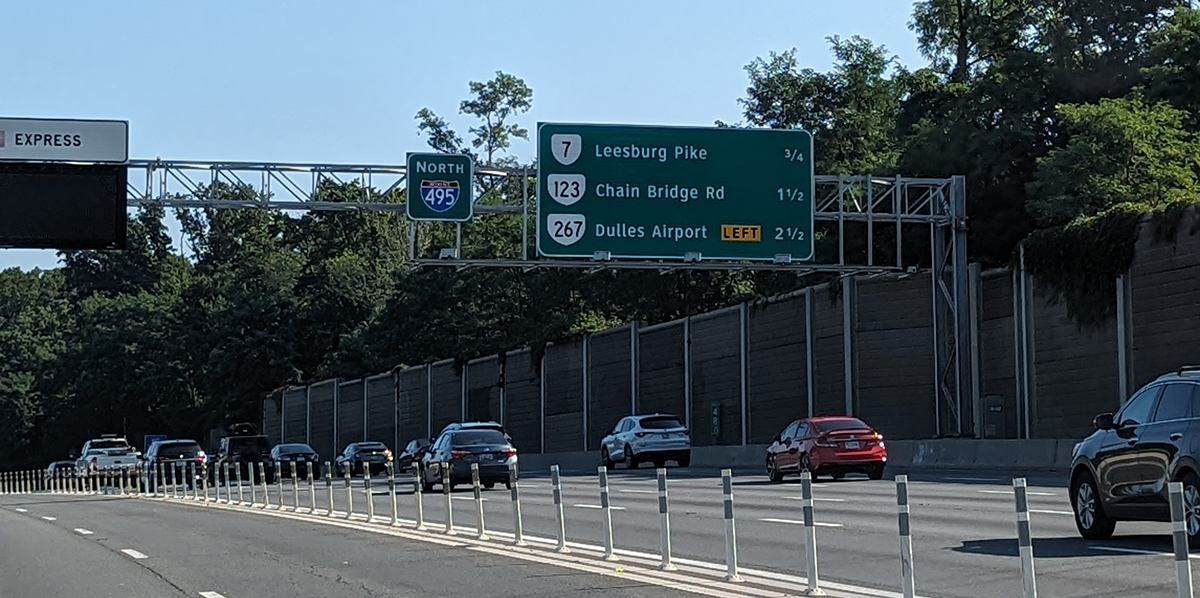 EXPRESS
NORTH
INTERSTATE
495
7 Leesburg Pike 3/4
123 Chain Bridge Rd 1 1/2
267 Dulles Airport LEFT 2 1/2